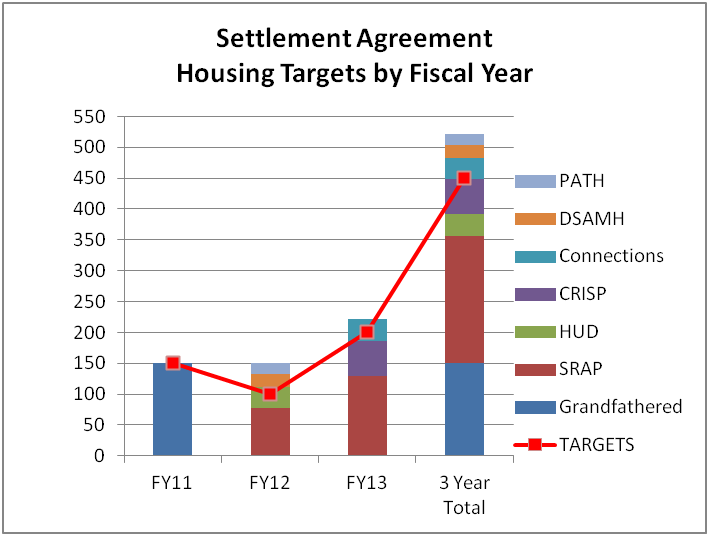 Settlement Agreement
Housing Targets by Fiscal Year
550
500
450
400
350
300
250
200
150
100
50
0
FY11
FY12
FY13
3 Year
Total
PATH
DSAMH
Connections
CRISP
HUD
SRAP
Grandfathered
TARGETS